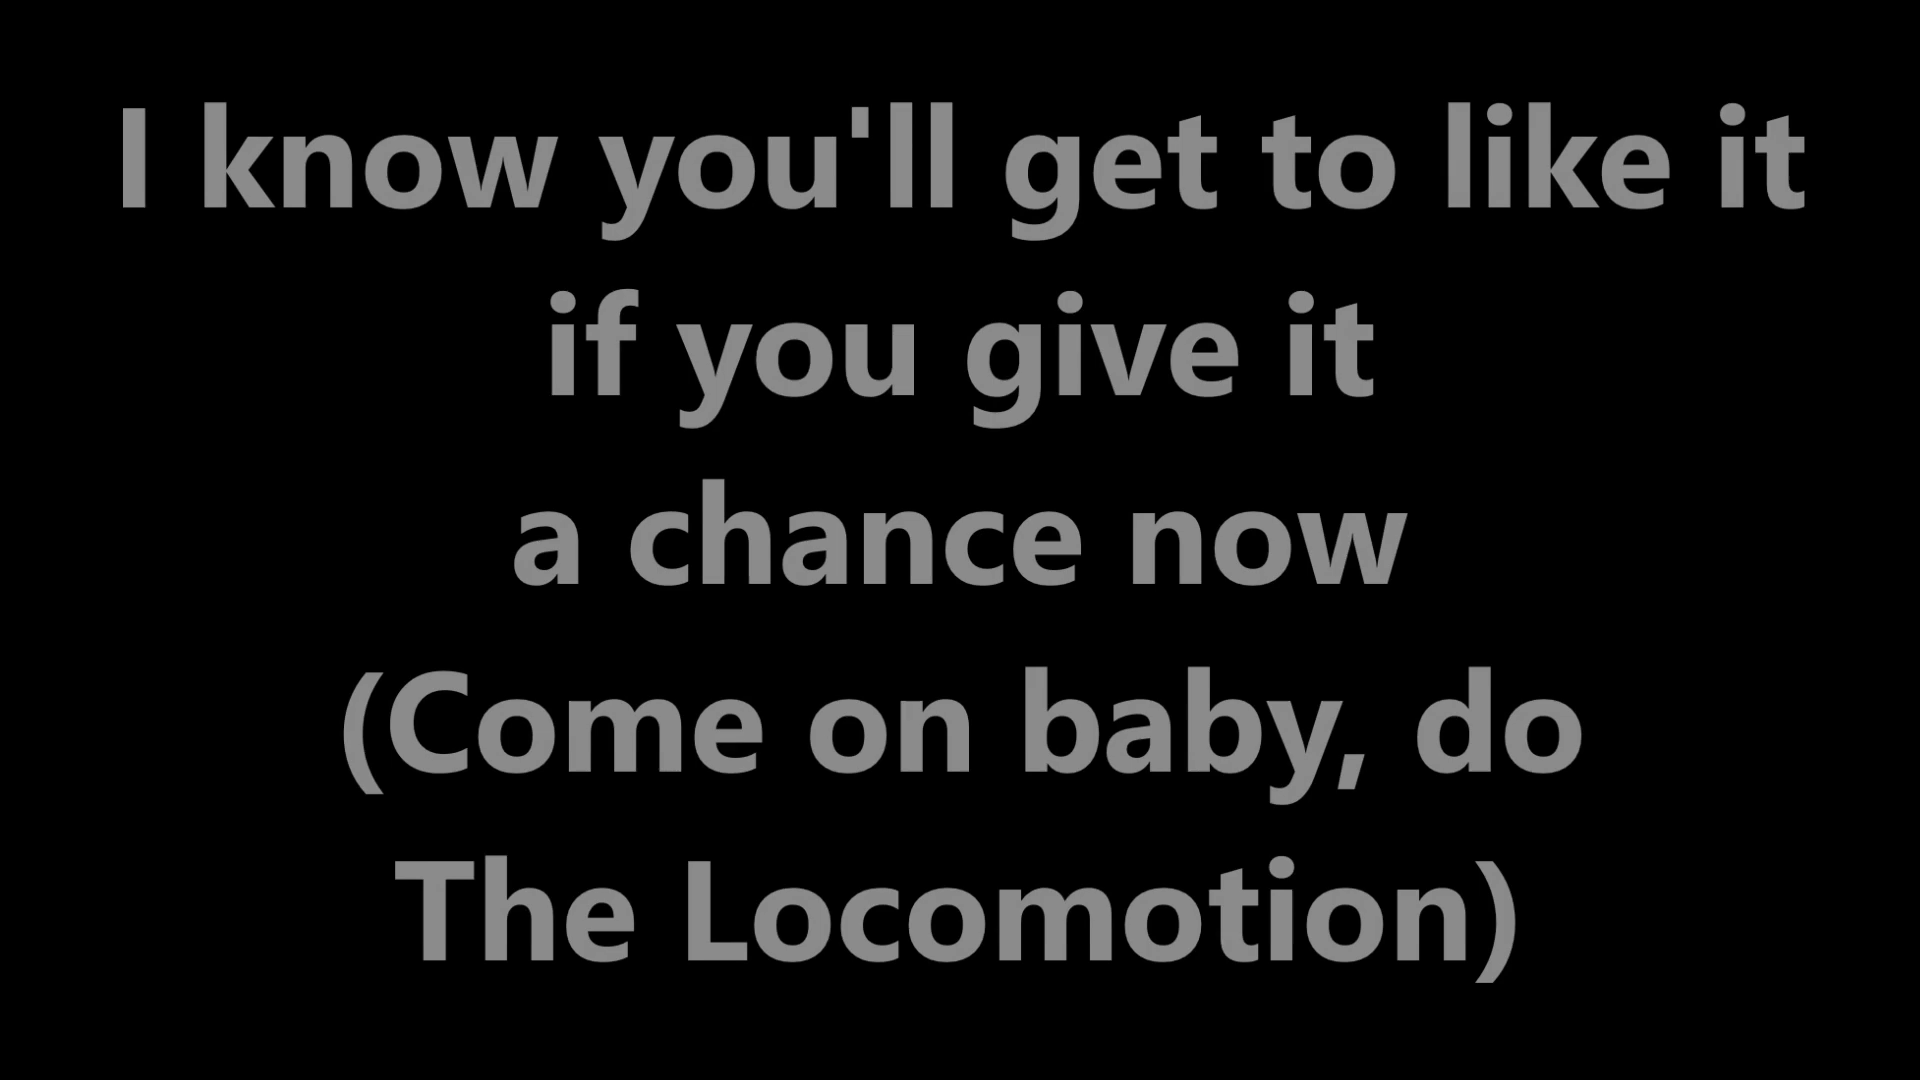 I know you'll get to like it
if you give it
a chance now
(Come on baby, do
The Locomotion)